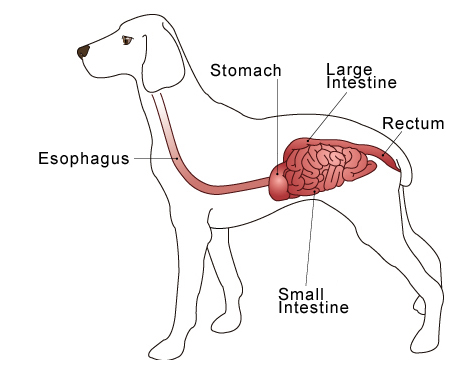 Stomach
Large
Intestine
Rectum
Esophagus
Small
Intestine